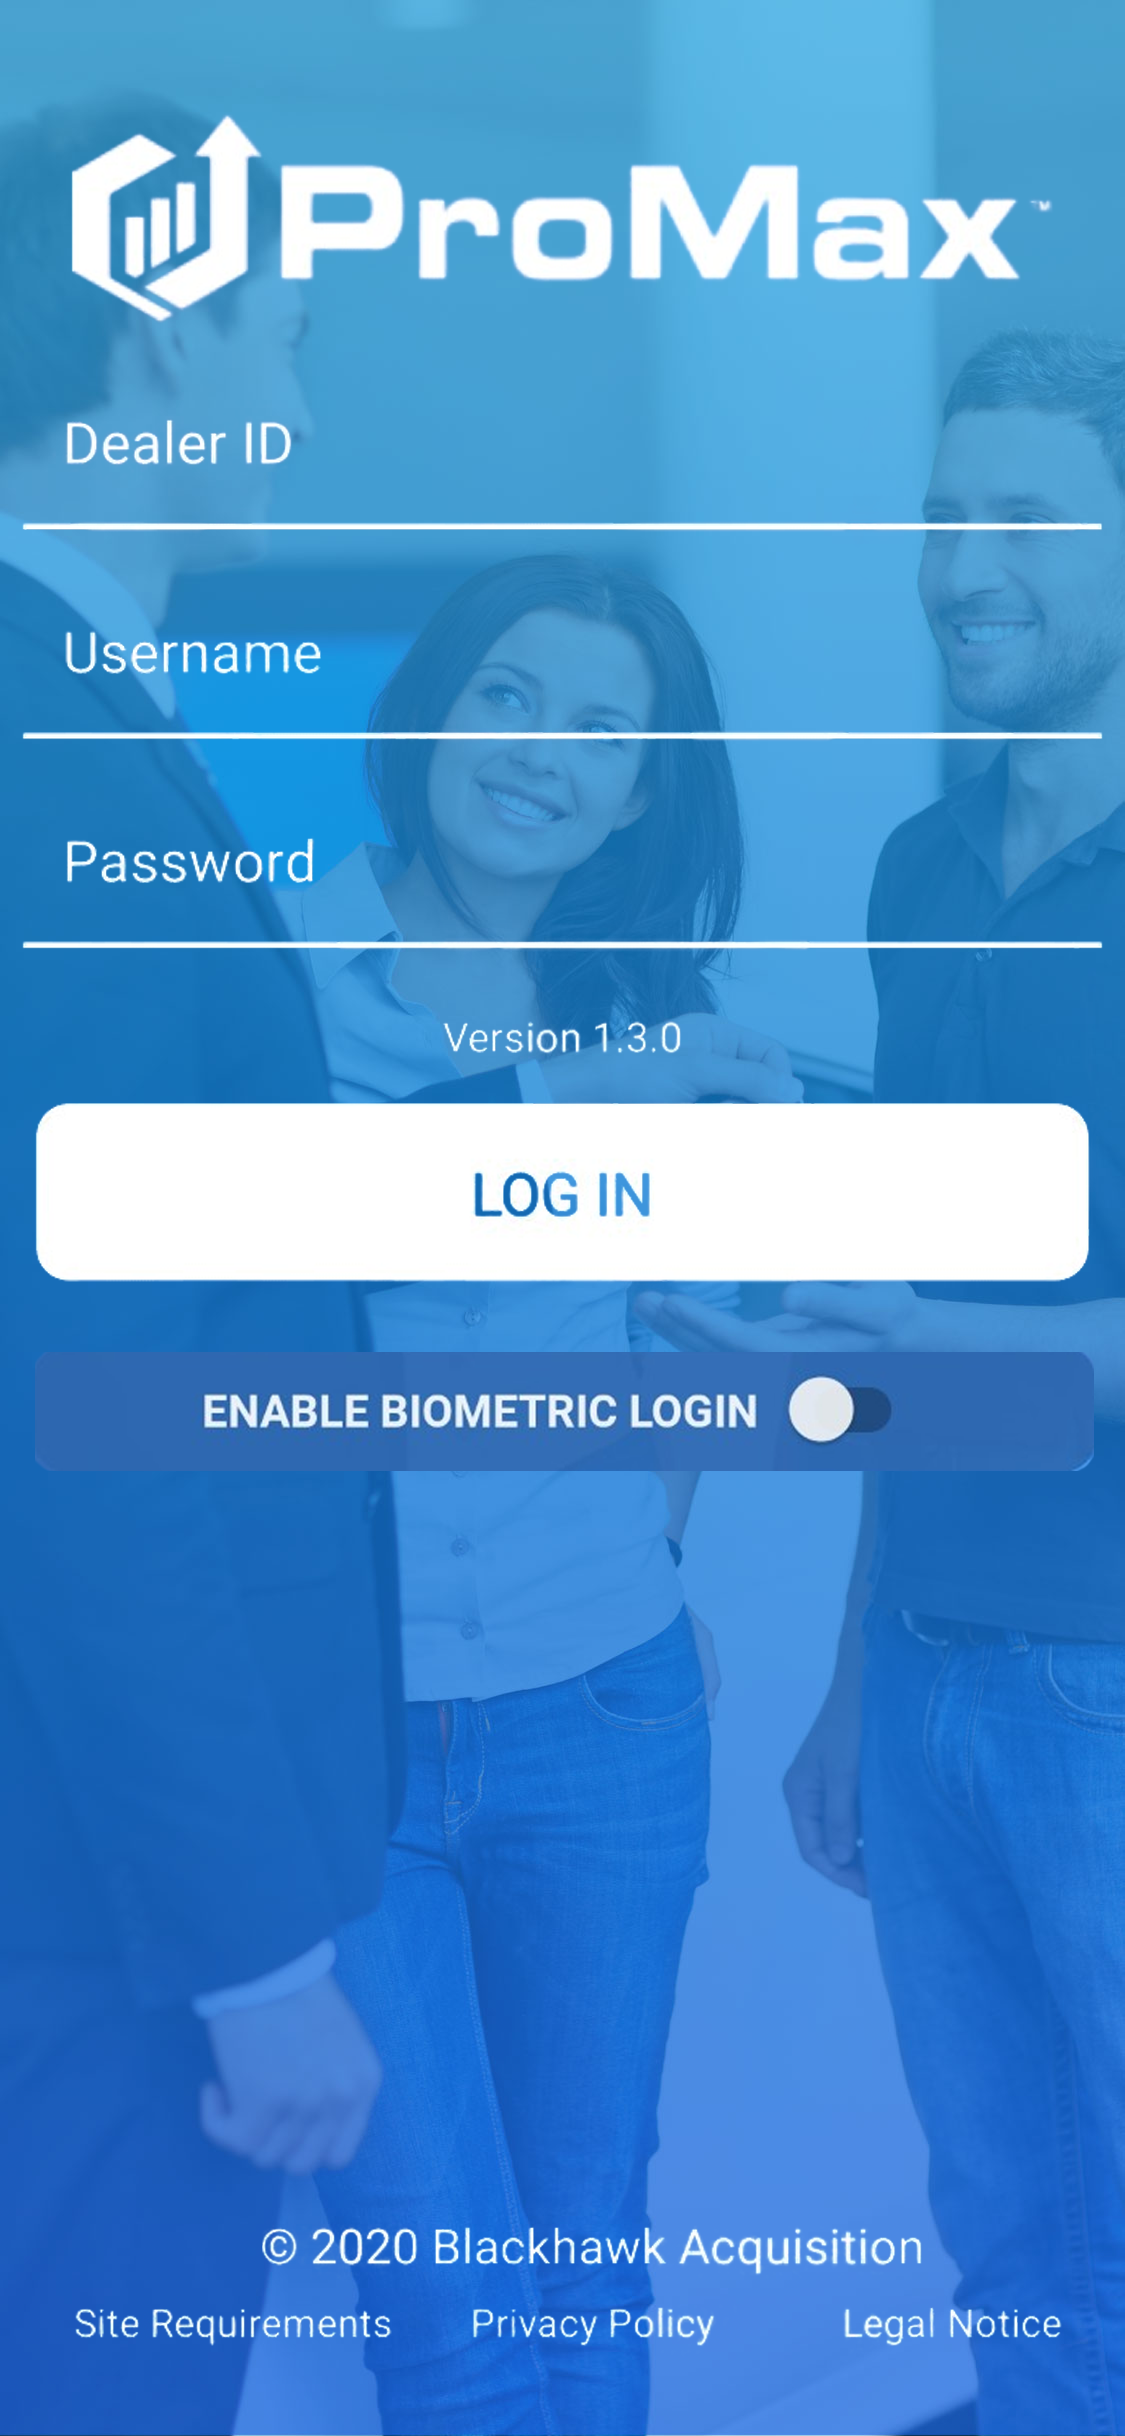 ProMax™
Dealer ID
Username
Password
Version 1.3.0
LOG IN
ENABLE BIOMETRIC LOGIN
© 2020 Blackhawk Acquisition
Site Requirements Privacy Policy Legal Notice